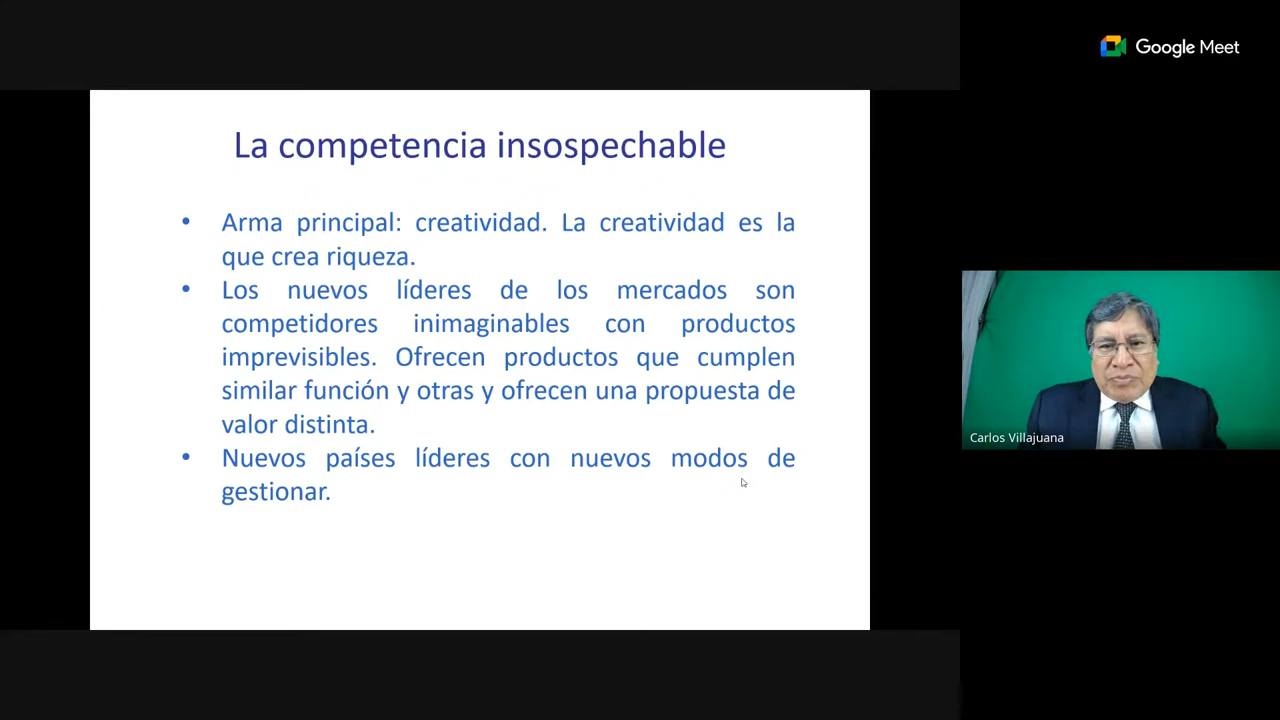 Google Meet
La competencia insospechable
• Arma principal: creatividad. La creatividad es la
que crea riqueza.
• Los nuevos líderes de los mercados son
competidores inimaginables con productos
imprevisibles. Ofrecen productos que cumplen
similar función y otras y ofrecen una propuesta de
valor distinta.
• Nuevos países líderes con nuevos modos de
gestionar.
Carlos Villajuana